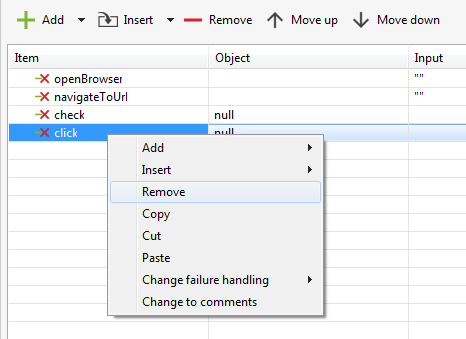 Add Insert Remove Move up Move down
Item Object Input
openBrowser ""
navigateToUrl ""
check null
click null
Add
Insert
Remove
Copy
Cut
Paste
Change failure handling
Change to comments